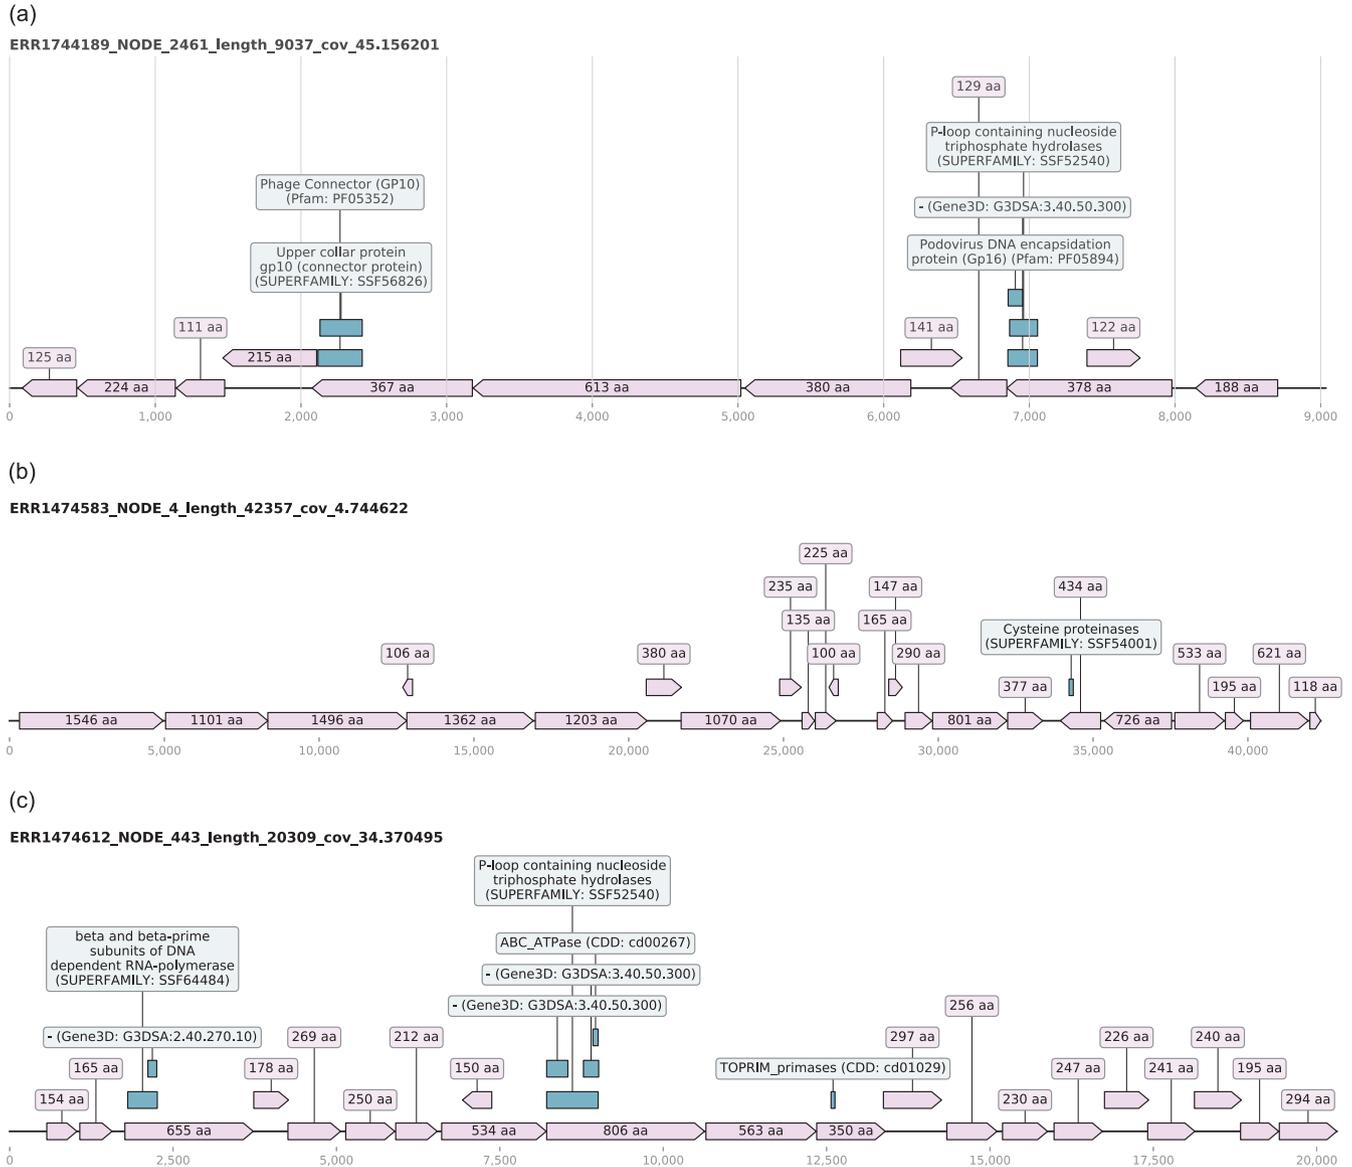 (a)
ERR1744189_NODE_2461_length_9037_cov_45.156201
129 aa
P-loop containing nucleoside
triphosphate hydrolases
(SUPERFAMILY: SSF52540)
Phage Connector (GP10)
(Pfam: PF05352)
- (Gene3D: G3DSA:3.40.50.300)
Upper collar protein
gp10 (connector protein)
(SUPERFAMILY: SSF56826)
Podovirus DNA encapsidation
protein (Gp16) (Pfam: PF05894)
111 aa
141 aa
122 aa
125 aa
215 aa
224 aa
367 aa
613 aa
380 aa
378 aa
188 aa
0
1,000
2,000
3,000
4,000
5,000
6,000
7,000
8,000
9,000
(b)
ERR1474583_NODE_4_length_42357_cov_4.744622
225 aa
235 aa
147 aa
434 aa
135 aa
165 aa
Cysteine proteinases
(SUPERFAMILY: SSF54001)
106 aa
380 aa
100 aa
290 aa
533 aa
621 aa
377 aa
195 aa
118 aa
1546 aa
1101 aa
1496 aa
1362 aa
1203 aa
1070 aa
801 aa
726 aa
0
5,000
10,000
15,000
20,000
25,000
30,000
35,000
40,000
(c)
ERR1474612_NODE_443_length_20309_cov_34.370495
P-loop containing nucleoside
triphosphate hydrolases
(SUPERFAMILY: SSF52540)
beta and beta-prime
subunits of DNA
dependent RNA-polymerase
(SUPERFAMILY: SSF64484)
ABC_ATPase (CDD: cd00267)
- (Gene3D: G3DSA:3.40.50.300)
- (Gene3D: G3DSA:3.40.50.300)
256 aa
- (Gene3D: G3DSA:2.40.270.10)
269 aa
212 aa
297 aa
226 aa
240 aa
165 aa
178 aa
150 aa
TOPRIM_primases (CDD: cd01029)
247 aa
241 aa
195 aa
154 aa
250 aa
230 aa
294 aa
655 aa
534 aa
806 aa
563 aa
350 aa
0
2,500
5,000
7,500
10,000
12,500
15,000
17,500
20,000